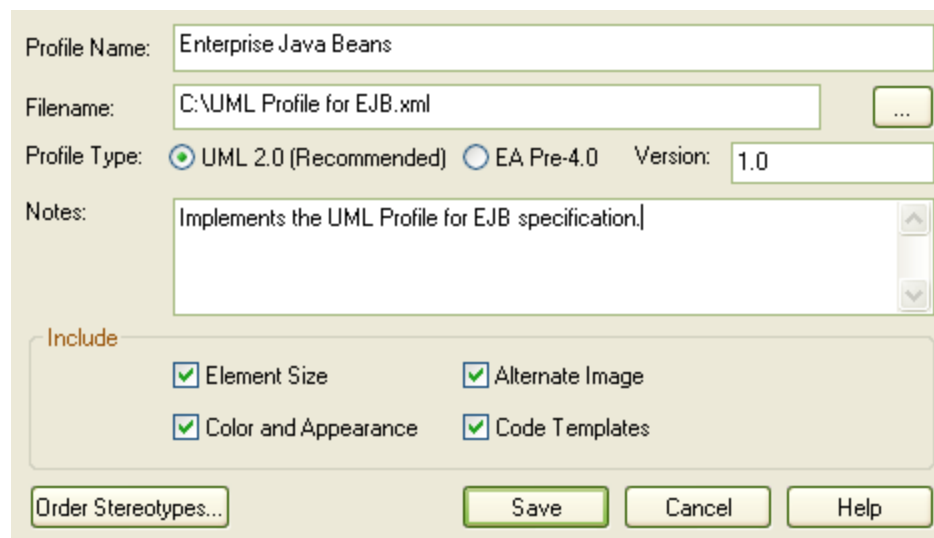 Profile Name: Enterprise Java Beans
Filename: C:\UML Profile for EJB.xml ...
Profile Type: UML 2.0 (Recommended) EA Pre-4.0 Version: 1.0
Notes: Implements the UML Profile for EJB specification.
Include
Element Size Alternate Image
Color and Appearance Code Templates
Order Stereotypes... Save Cancel Help